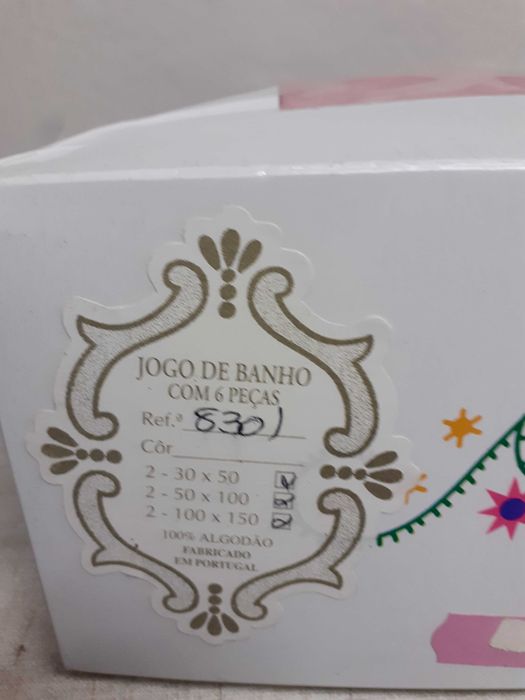 JOGO DE BANHO
COM 6 PEÇAS
Ref.ª 8301
Côr
2 - 30 x 50
2 - 50 x 100
2 - 100 x 150
100% ALGODÃO
FABRICADO
EM PORTUGAL